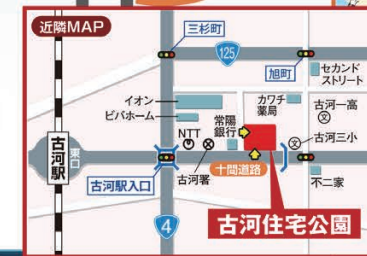 近隣MAP
三杉町
125
旭町
セカンド
ストリート
イオン
ビバホーム
カワチ
薬局
古河一高
文
NTT
常陽
銀行
文
古河三小
古河駅
東口
古河駅入口
古河署
十間道路
不二家
4
古河住宅公園